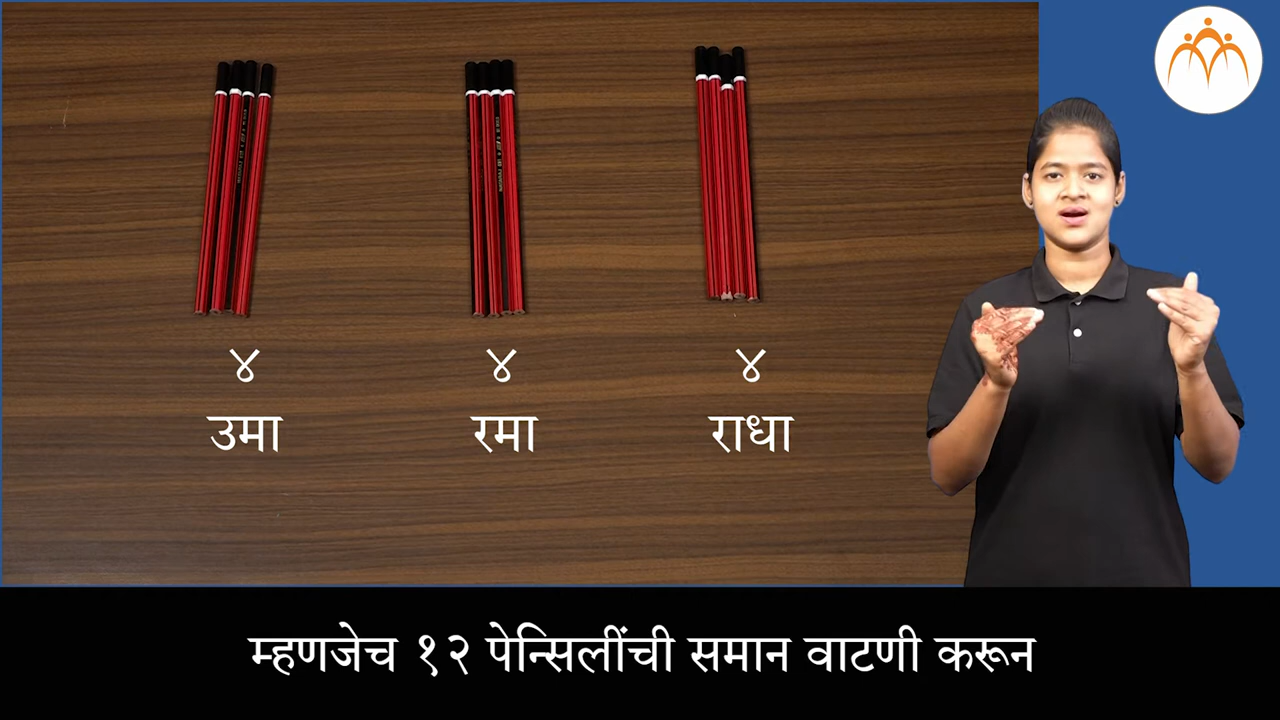 ४ ४ ४
उमा रमा राधा
म्हणजेच १२ पेन्सिलींची समान वाटणी करून